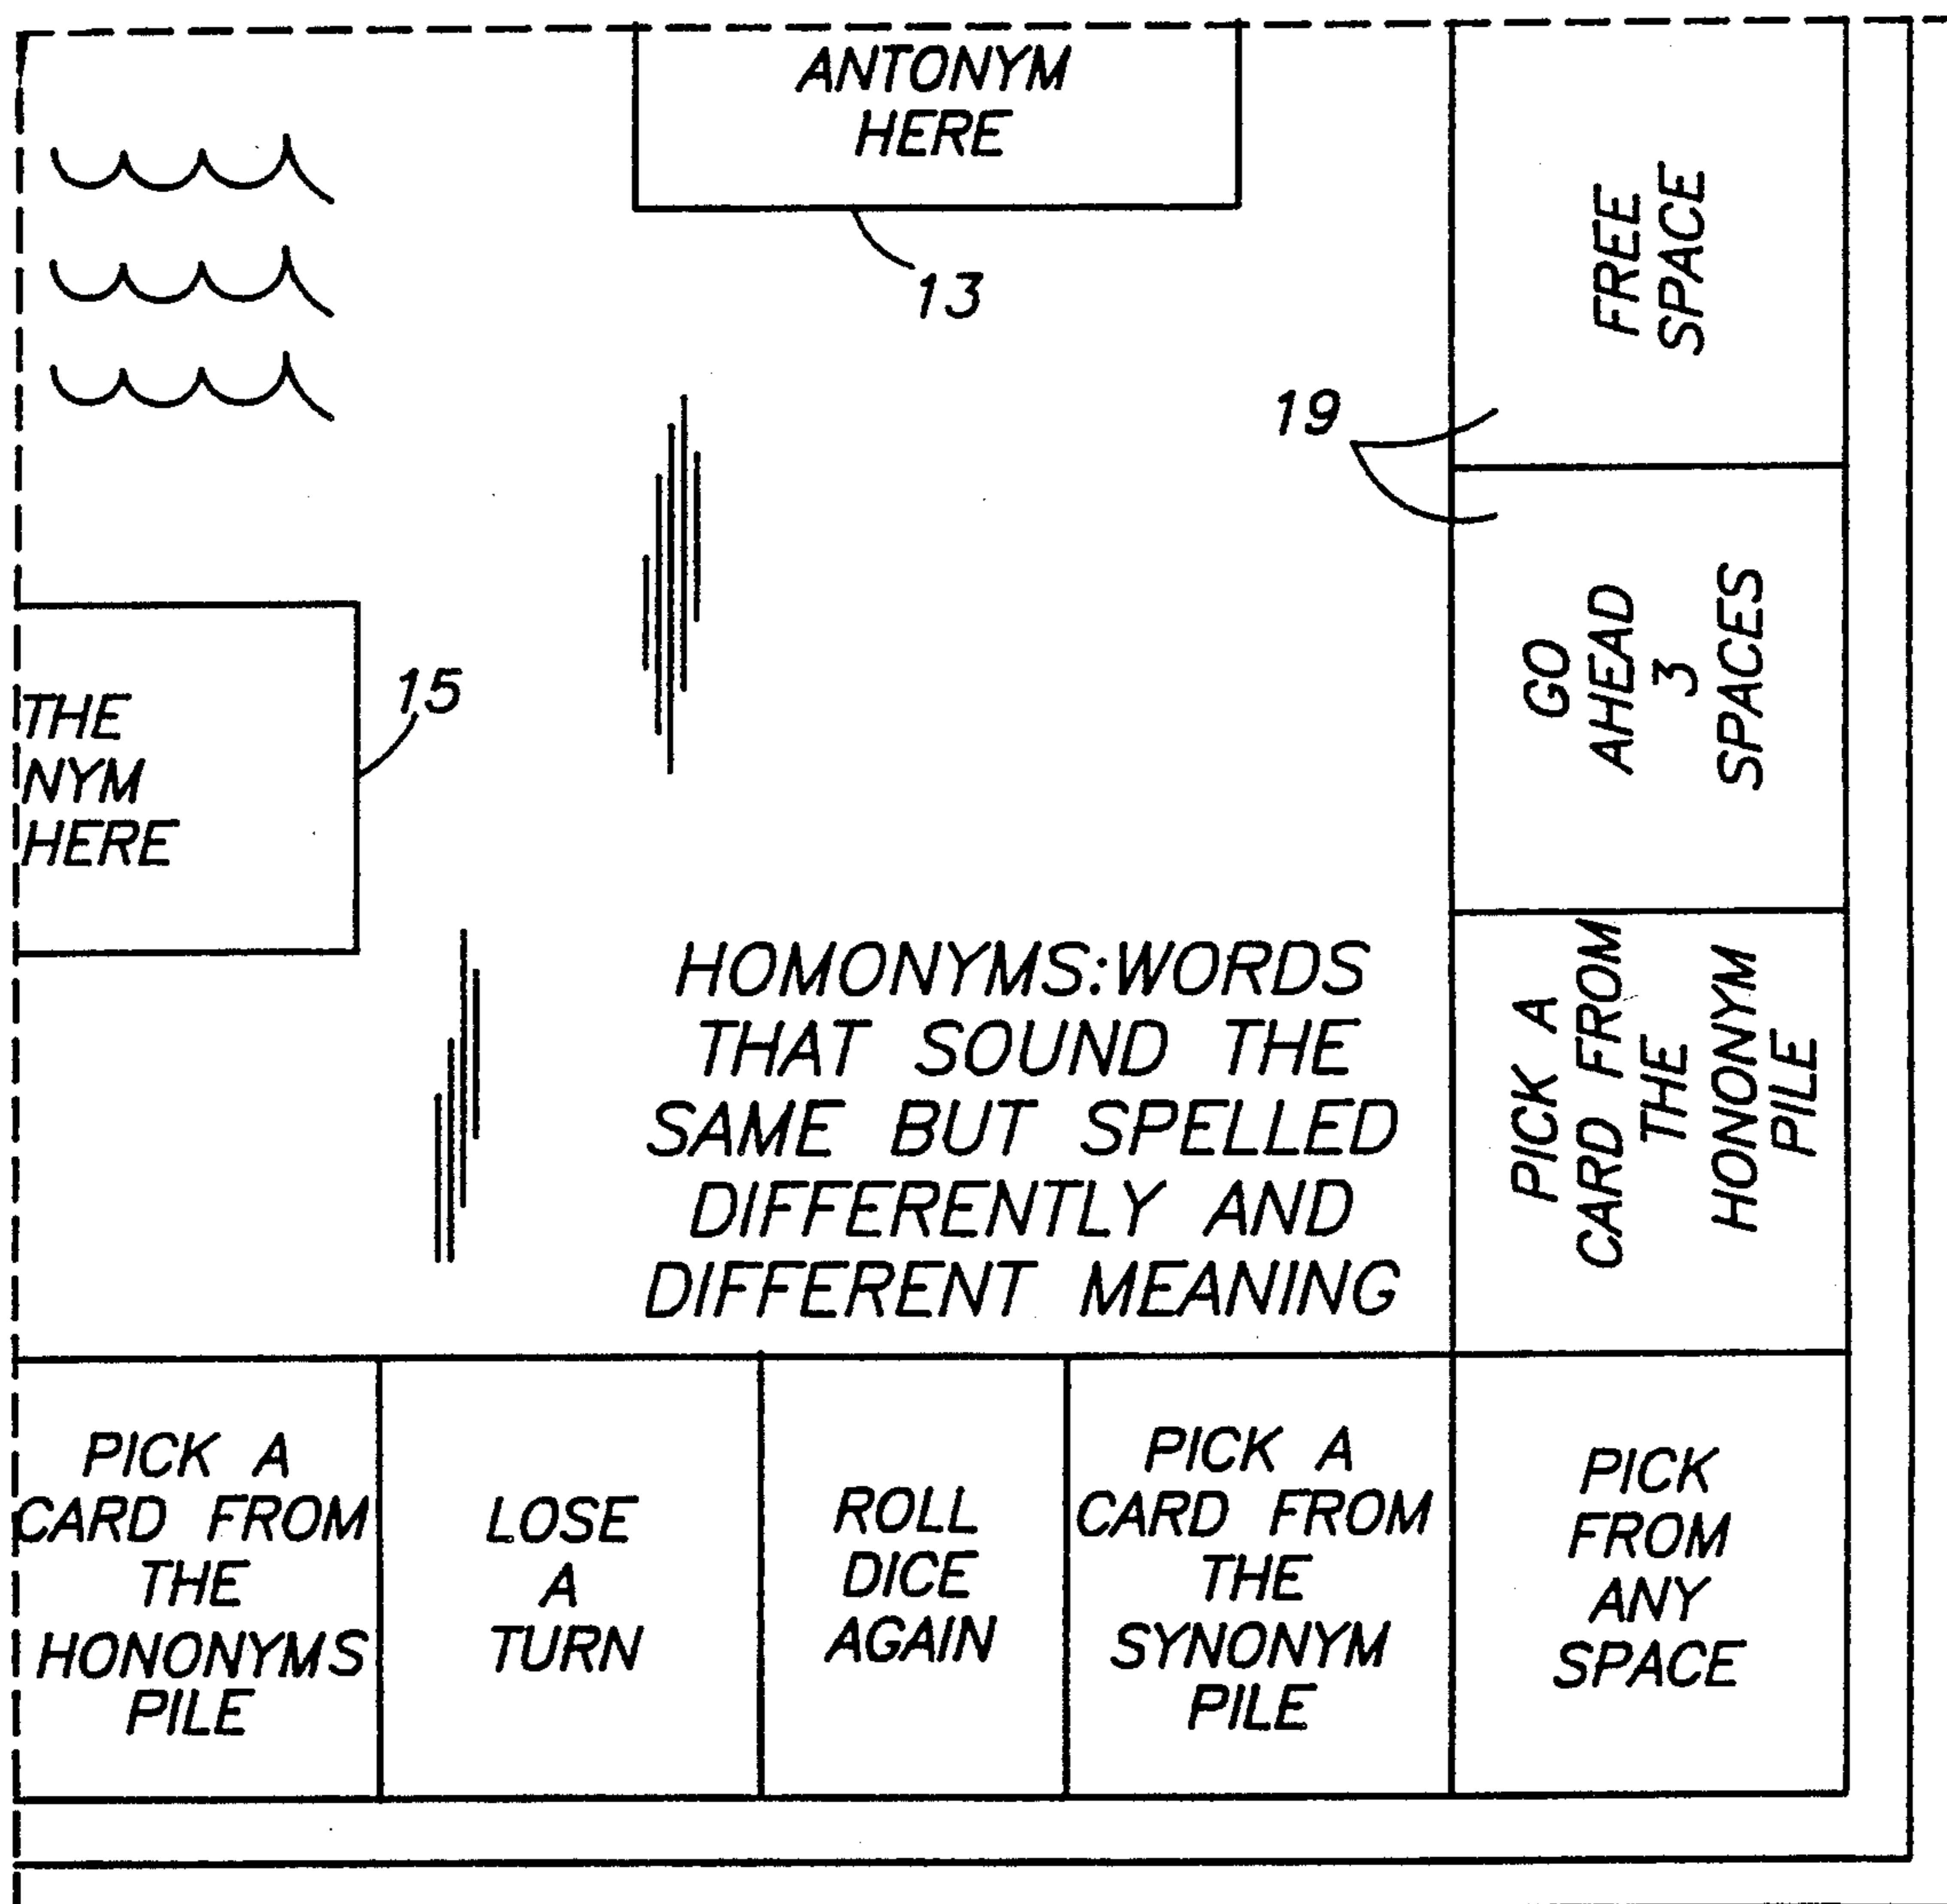 ANTONYM
HERE
13
FREE
SPACE
19
GO
AHEAD
3
SPACES
15
THE
NYM
HERE
HOMONYMS:WORDS
THAT SOUND THE
SAME BUT SPELLED
DIFFERENTLY AND
DIFFERENT MEANING
PICK A
CARD FROM
THE
HONONYM
PILE
PICK A
CARD FROM
THE
HONONYMS
PILE
LOSE
A
TURN
ROLL
DICE
AGAIN
PICK A
CARD FROM
THE
SYNONYM
PILE
PICK
FROM
ANY
SPACE